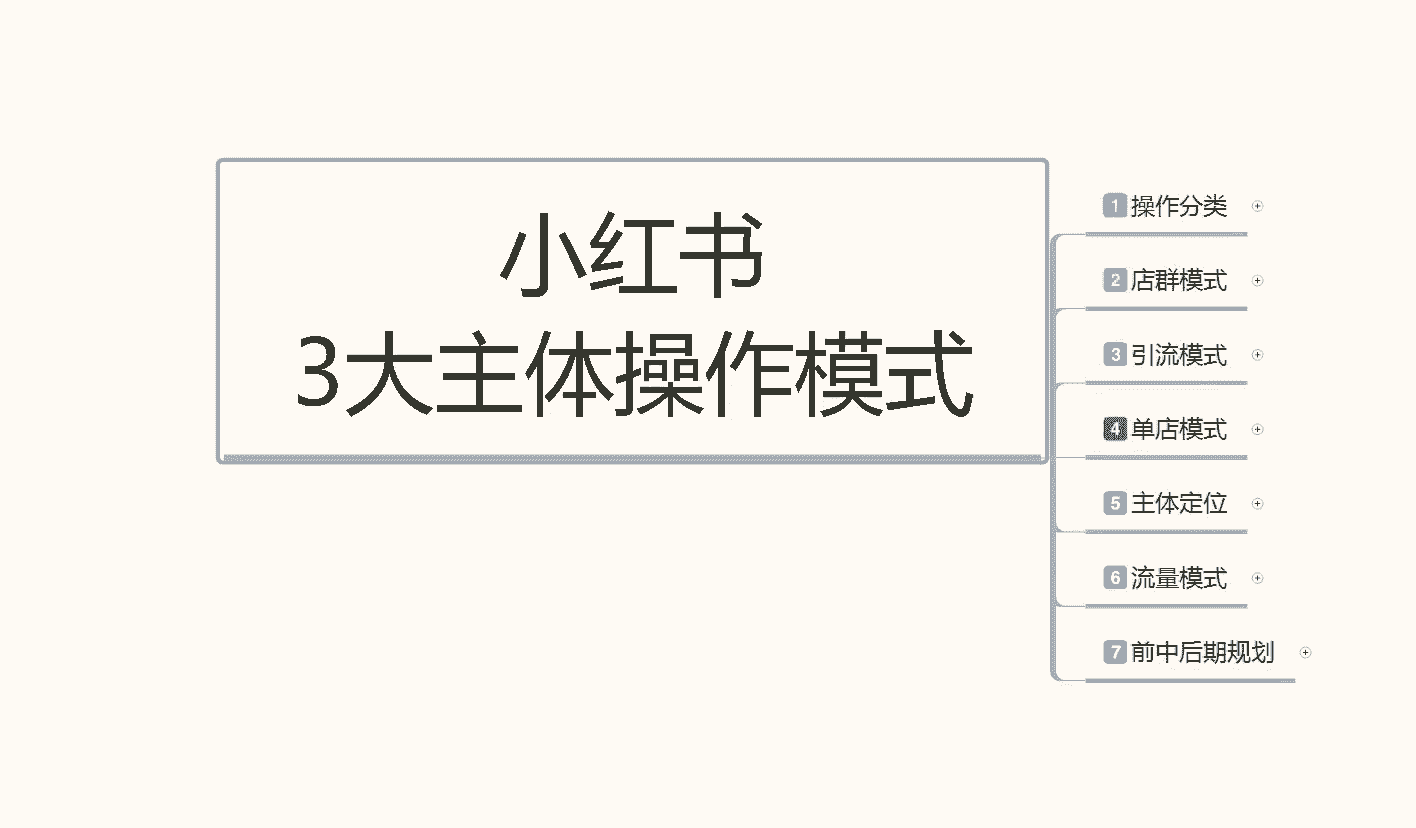 小红书
3大主体操作模式
1 操作分类
2 店群模式
3 引流模式
4 单店模式
5 主体定位
6 流量模式
7 前中后期规划